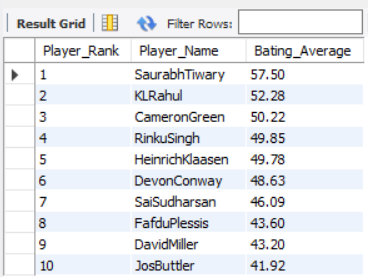 Result Grid Filter Rows:
Player_Rank Player_Name Bating_Average
1 SaurabhTiwary 57.50
2 KLRahul 52.28
3 CameronGreen 50.22
4 RinkuSingh 49.85
5 HeinrichKlaasen 49.78
6 DevonConway 48.63
7 SaiSudharsan 46.09
8 FafduPlessis 43.60
9 DavidMiller 43.20
10 JosButtler 41.92